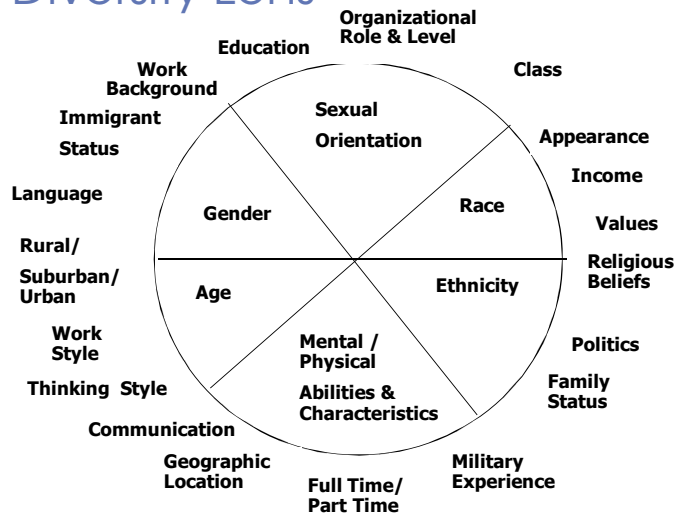 Diversity Lens
Organizational
Role & Level
Education
Class
Work
Background
Sexual
Orientation
Immigrant
Status
Appearance
Income
Language
Gender
Race
Values
Rural/
Suburban/
Urban
Religious
Beliefs
Age
Ethnicity
Work
Style
Mental /
Physical
Abilities &
Characteristics
Politics
Thinking Style
Family
Status
Communication
Geographic
Location
Full Time/
Part Time
Military
Experience